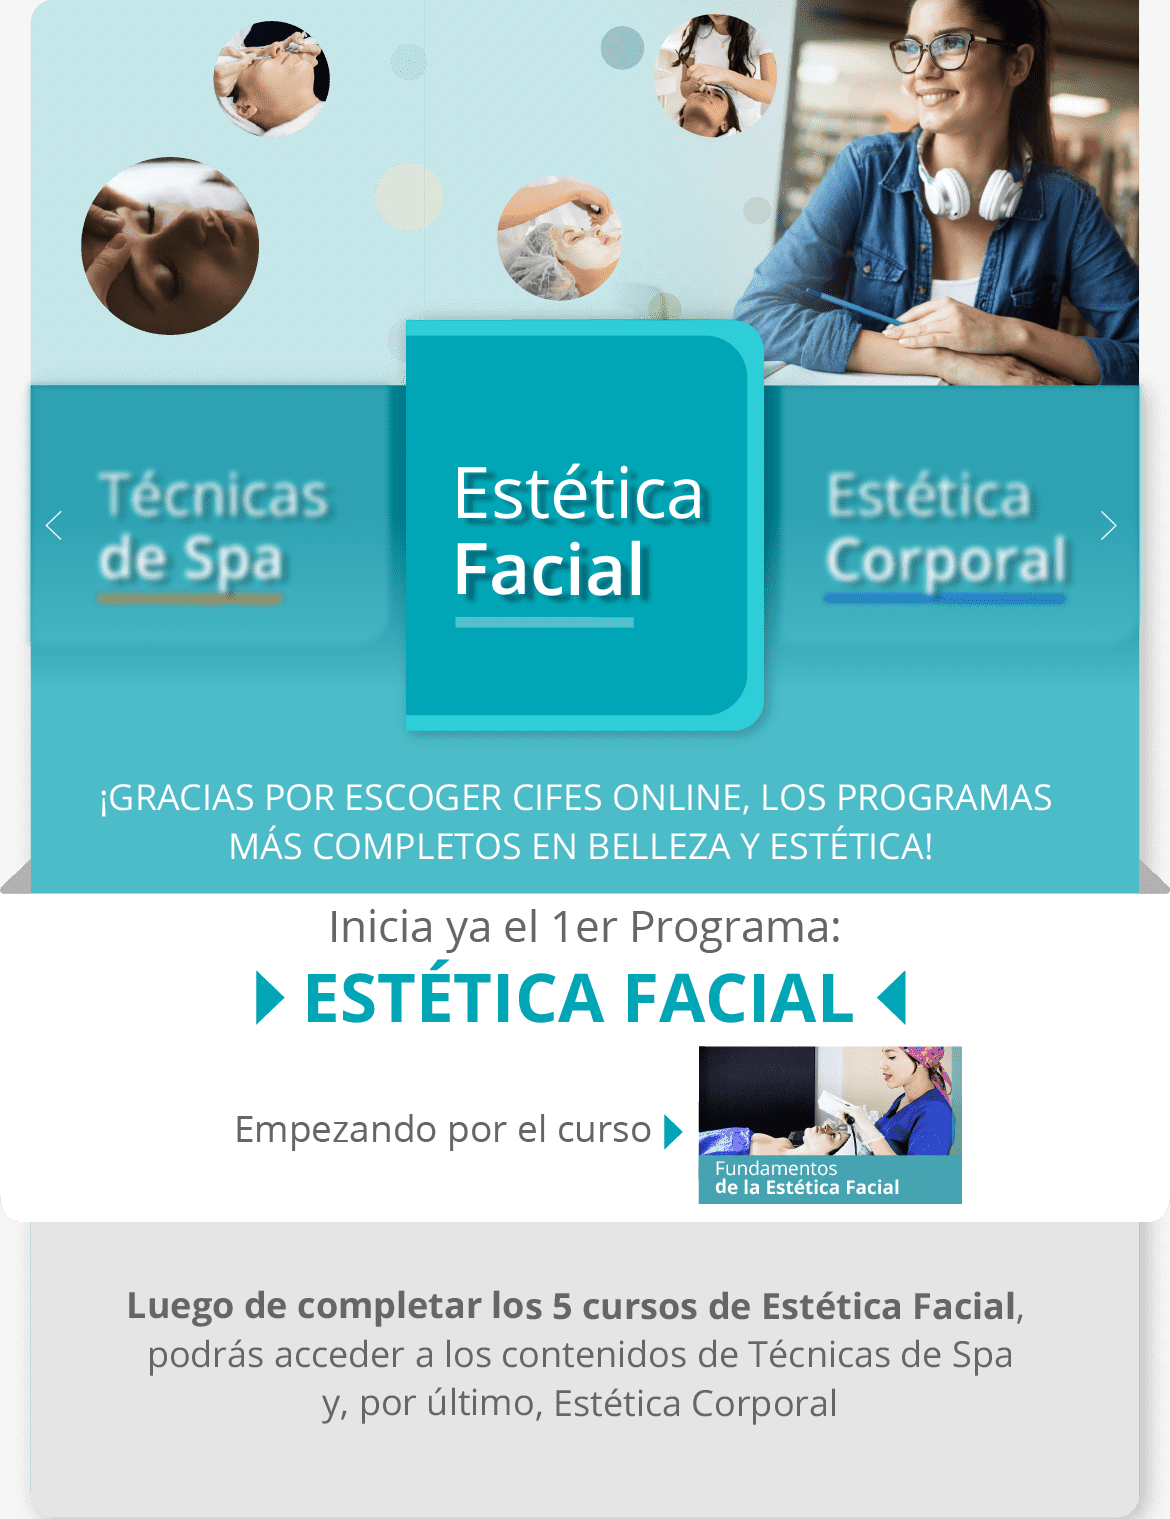 Técnicas
de Spa
Estética
Facial
Estética
Corporal
¡GRACIAS POR ESCOGER CIFES ONLINE, LOS PROGRAMAS
MÁS COMPLETOS EN BELLEZA Y ESTÉTICA!
Inicia ya el 1er Programa:
ESTÉTICA FACIAL
Empezando por el curso
Fundamentos
de la Estética Facial
Luego de completar los 5 cursos de Estética Facial,
podrás acceder a los contenidos de Técnicas de Spa
y, por último, Estética Corporal